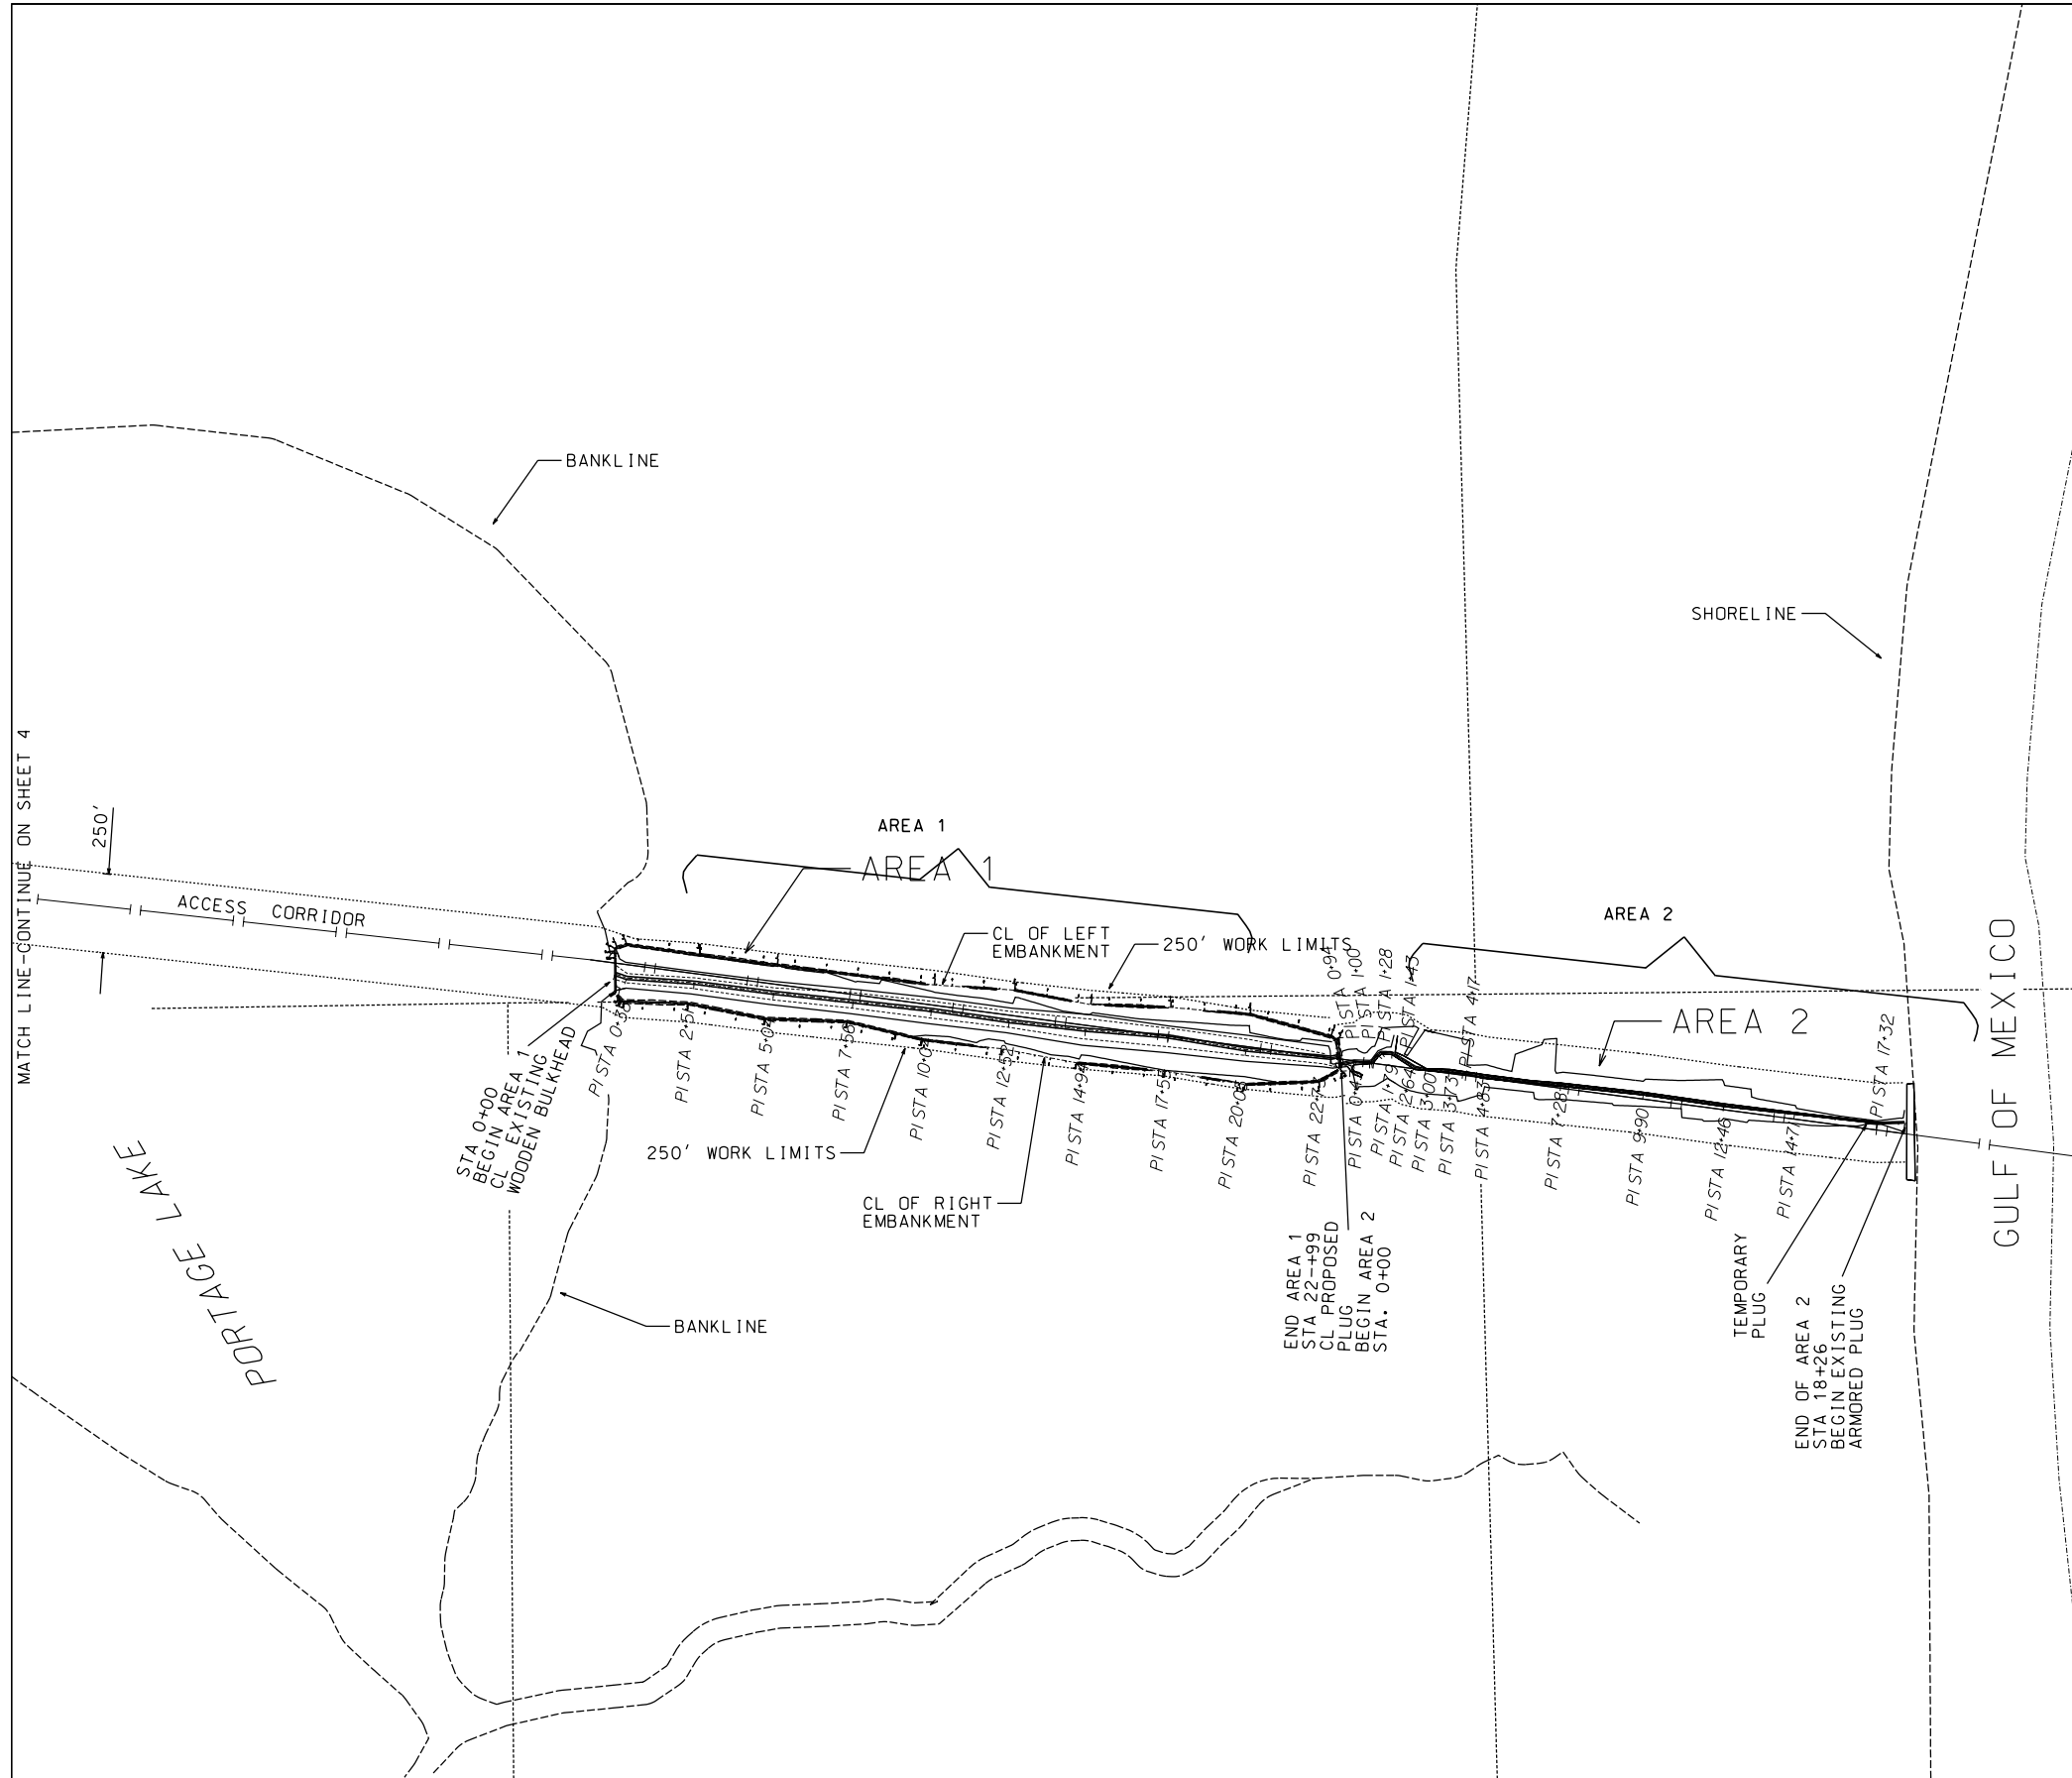 BANKLINE
SHORELINE
MATCH LINE-CONTINUE ON SHEET 4
250'
ACCESS CORRIDOR
AREA 1
AREA 1
CL OF LEFT
EMBANKMENT
250' WORK LIMITS
AREA 2
AREA 2
GULF OF MEXICO
PORTAGE LAKE
STA 0+00
BEGIN AREA 1
CL EXISTING
WOODEN BULKHEAD
PI STA 2+51
PI STA 7+56
PI STA 10+02
PI STA 12+52
PI STA 14+94
PI STA 20+03
PI STA 0+94
PI STA 1+00
PI STA 1+28
PI STA 1+43
PI STA 4+17
PI STA 1+79
PI STA 2+64
PI STA 3+00
PI STA 3+73
PI STA 4+83
PI STA 7+28
PI STA 9+90
PI STA 12+46
PI STA 14+71
PI STA 17+32
250' WORK LIMITS
CL OF RIGHT
EMBANKMENT
END AREA 1
STA 22-+99
CL PROPOSED
PLUG
BEGIN AREA 2
STA. 0+00
TEMPORARY
PLUG
END OF AREA 2
STA 18+26
BEGIN EXISTING
ARMORED PLUG
BANKLINE